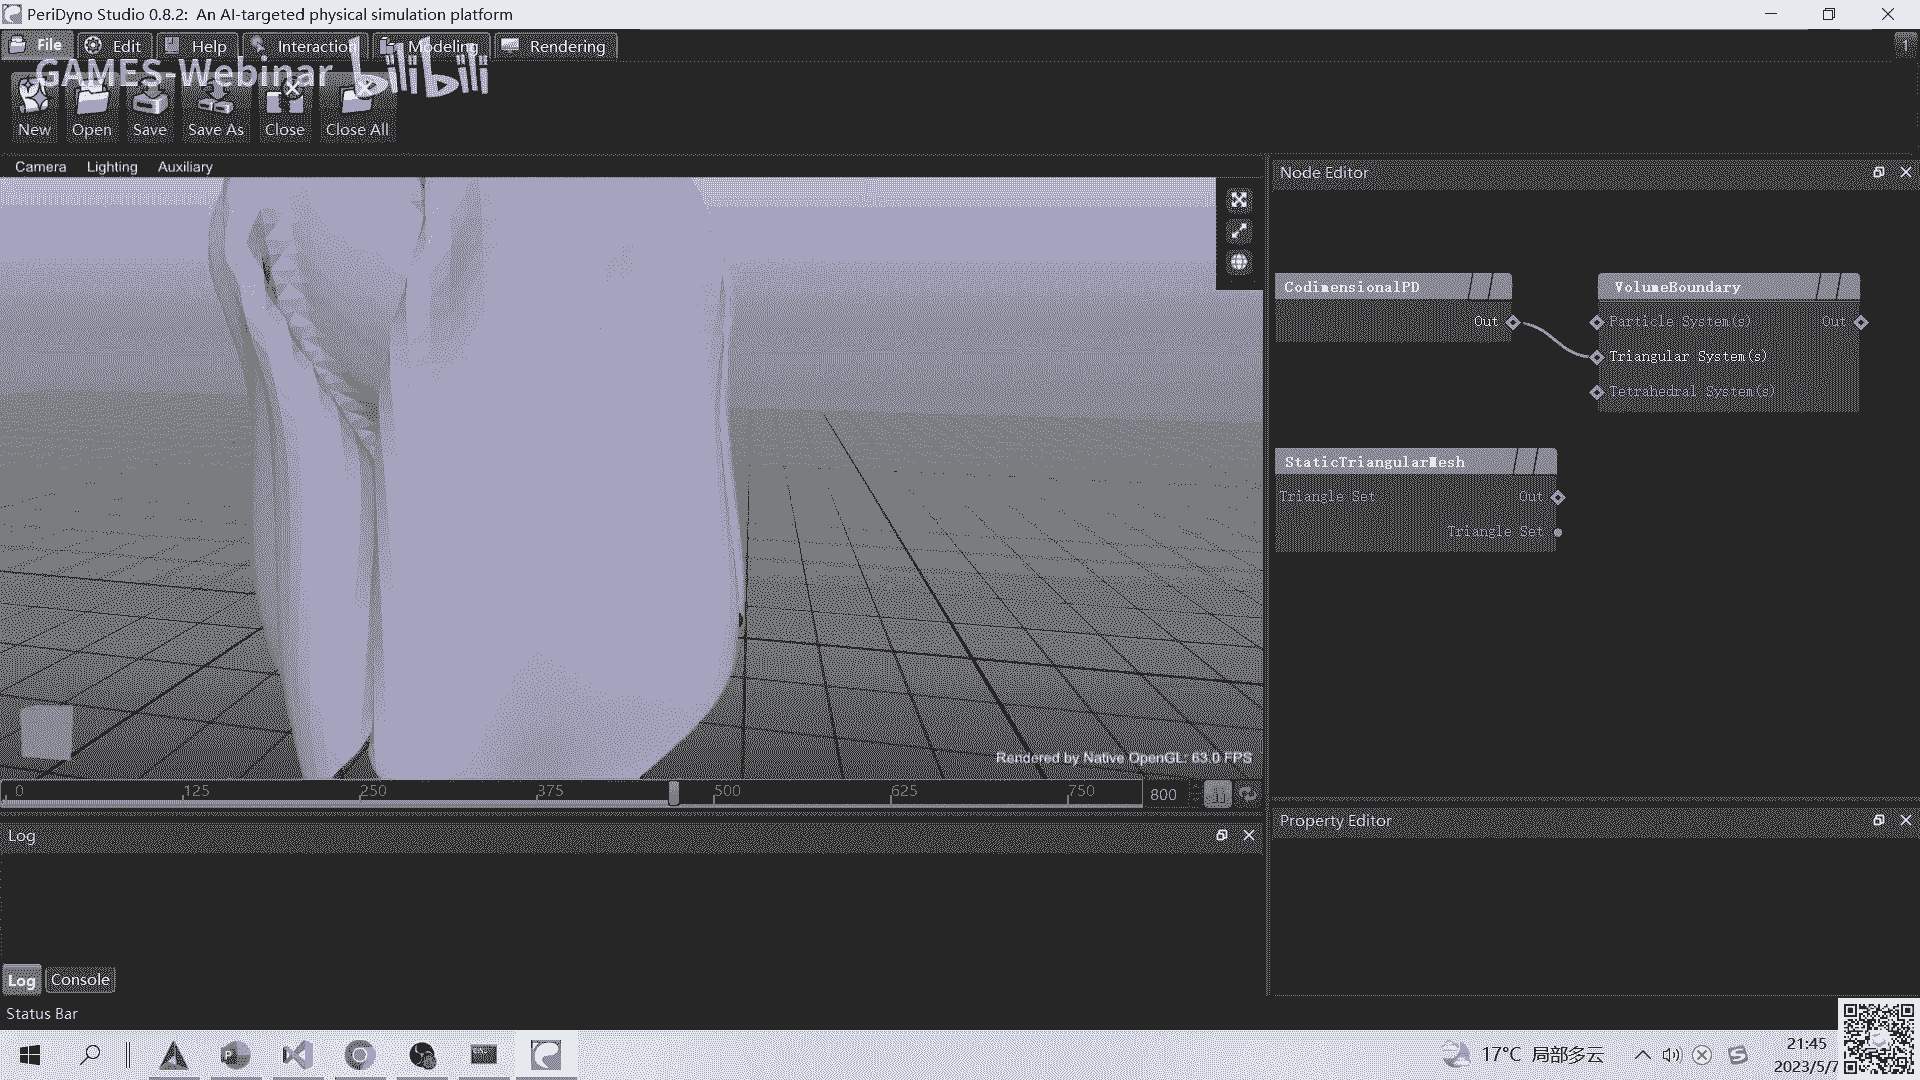 PeriDyno Studio 0.8.2: An AI-targeted physical simulation platform
File Edit Help Interaction Modeling Rendering
1
GAMES-Webinar bilibili
New Open Save Save As Close Close All
Camera Lighting Auxiliary
Node Editor
CodimensionalPD
Out
VolumeBoundary
Particle System(s) Out
Triangular System(s)
Tetrahedral System(s)
StaticTriangularMesh
Triangle Set Out
Triangle Set
Rendered by Native OpenGL: 63.0 FPS
0 125 250 375 500 625 750 800
Log
Property Editor
Log Console
Status Bar
17°C 局部多云
21:45
2023/5/7